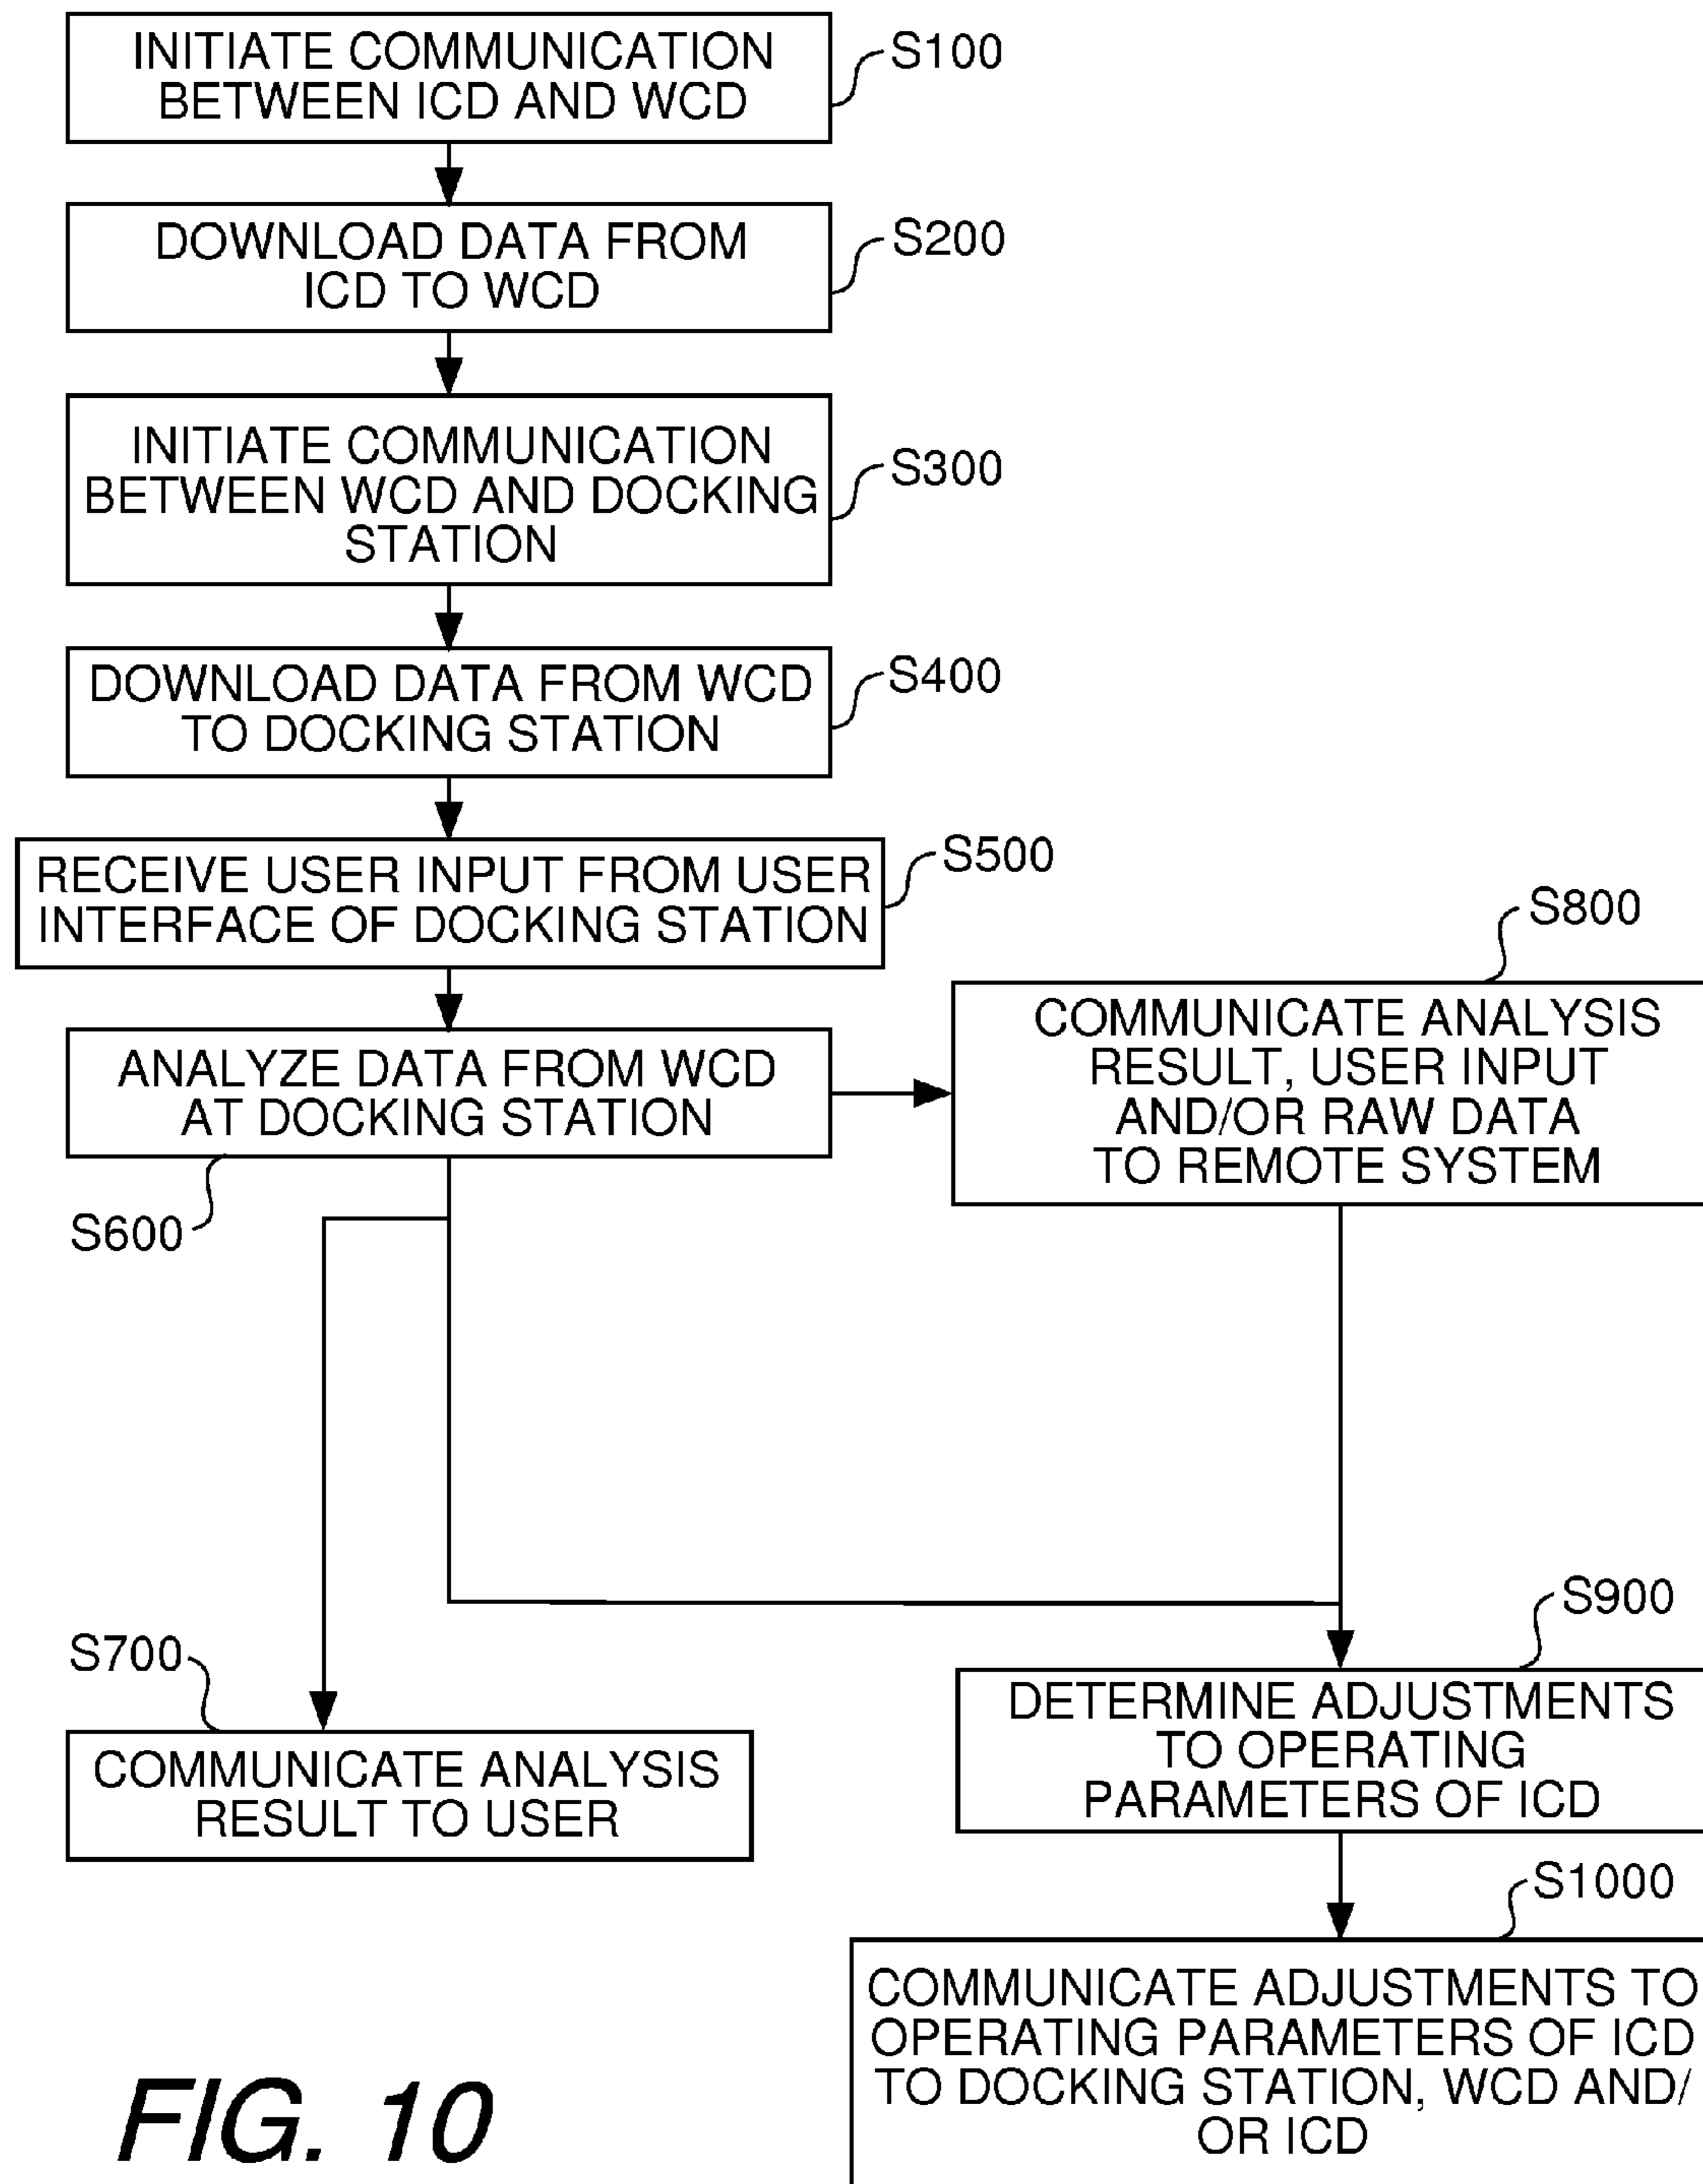 INITIATE COMMUNICATION
BETWEEN ICD AND WCD
S100
DOWNLOAD DATA FROM
ICD TO WCD
S200
INITIATE COMMUNICATION
BETWEEN WCD AND DOCKING
STATION
S300
DOWNLOAD DATA FROM WCD
TO DOCKING STATION
S400
RECEIVE USER INPUT FROM USER
INTERFACE OF DOCKING STATION
S500
ANALYZE DATA FROM WCD
AT DOCKING STATION
S600
S800
COMMUNICATE ANALYSIS
RESULT, USER INPUT
AND/OR RAW DATA
TO REMOTE SYSTEM
S700
COMMUNICATE ANALYSIS
RESULT TO USER
S900
DETERMINE ADJUSTMENTS
TO OPERATING
PARAMETERS OF ICD
S1000
COMMUNICATE ADJUSTMENTS TO
OPERATING PARAMETERS OF ICD
TO DOCKING STATION, WCD AND/
OR ICD
FIG. 10